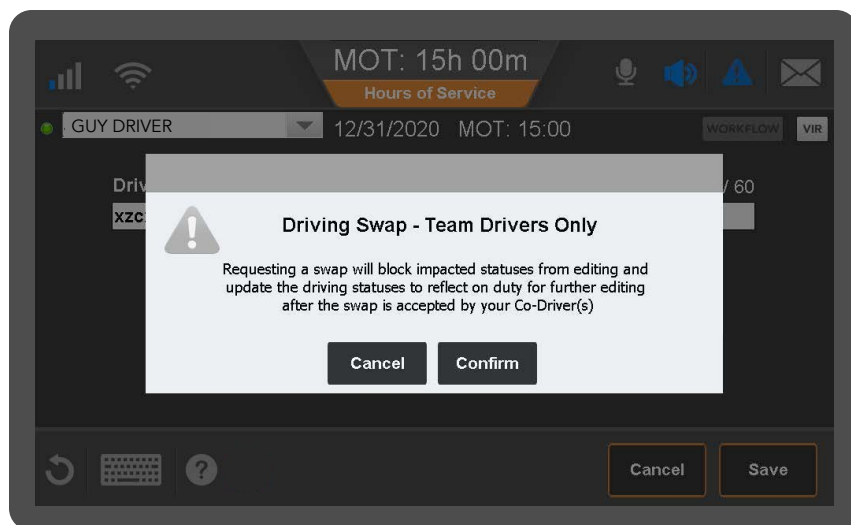 MOT: 15h 00m
Hours of Service
GUY DRIVER
12/31/2020 MOT: 15:00
WORKFLOW
VIR
/ 60
Driving Swap - Team Drivers Only
Requesting a swap will block impacted statuses from editing and
update the driving statuses to reflect on duty for further editing
after the swap is accepted by your Co-Driver(s)
Cancel Confirm
?
Cancel Save